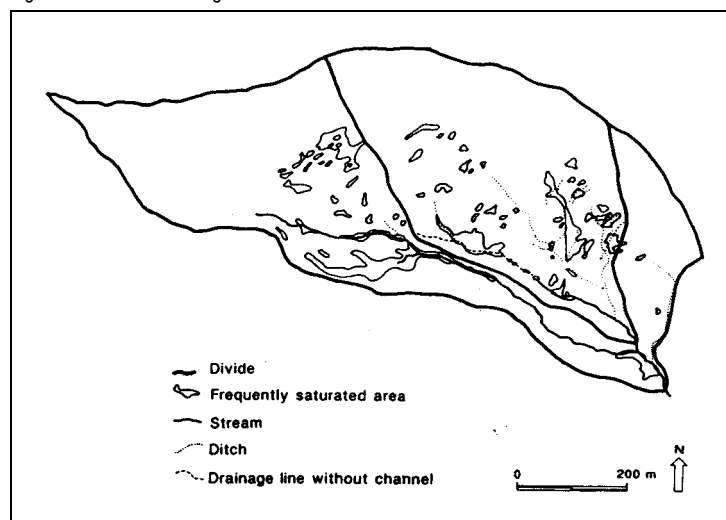 Divide
Frequently saturated area
Stream
Ditch
Drainage line without channel
0 200 m
N